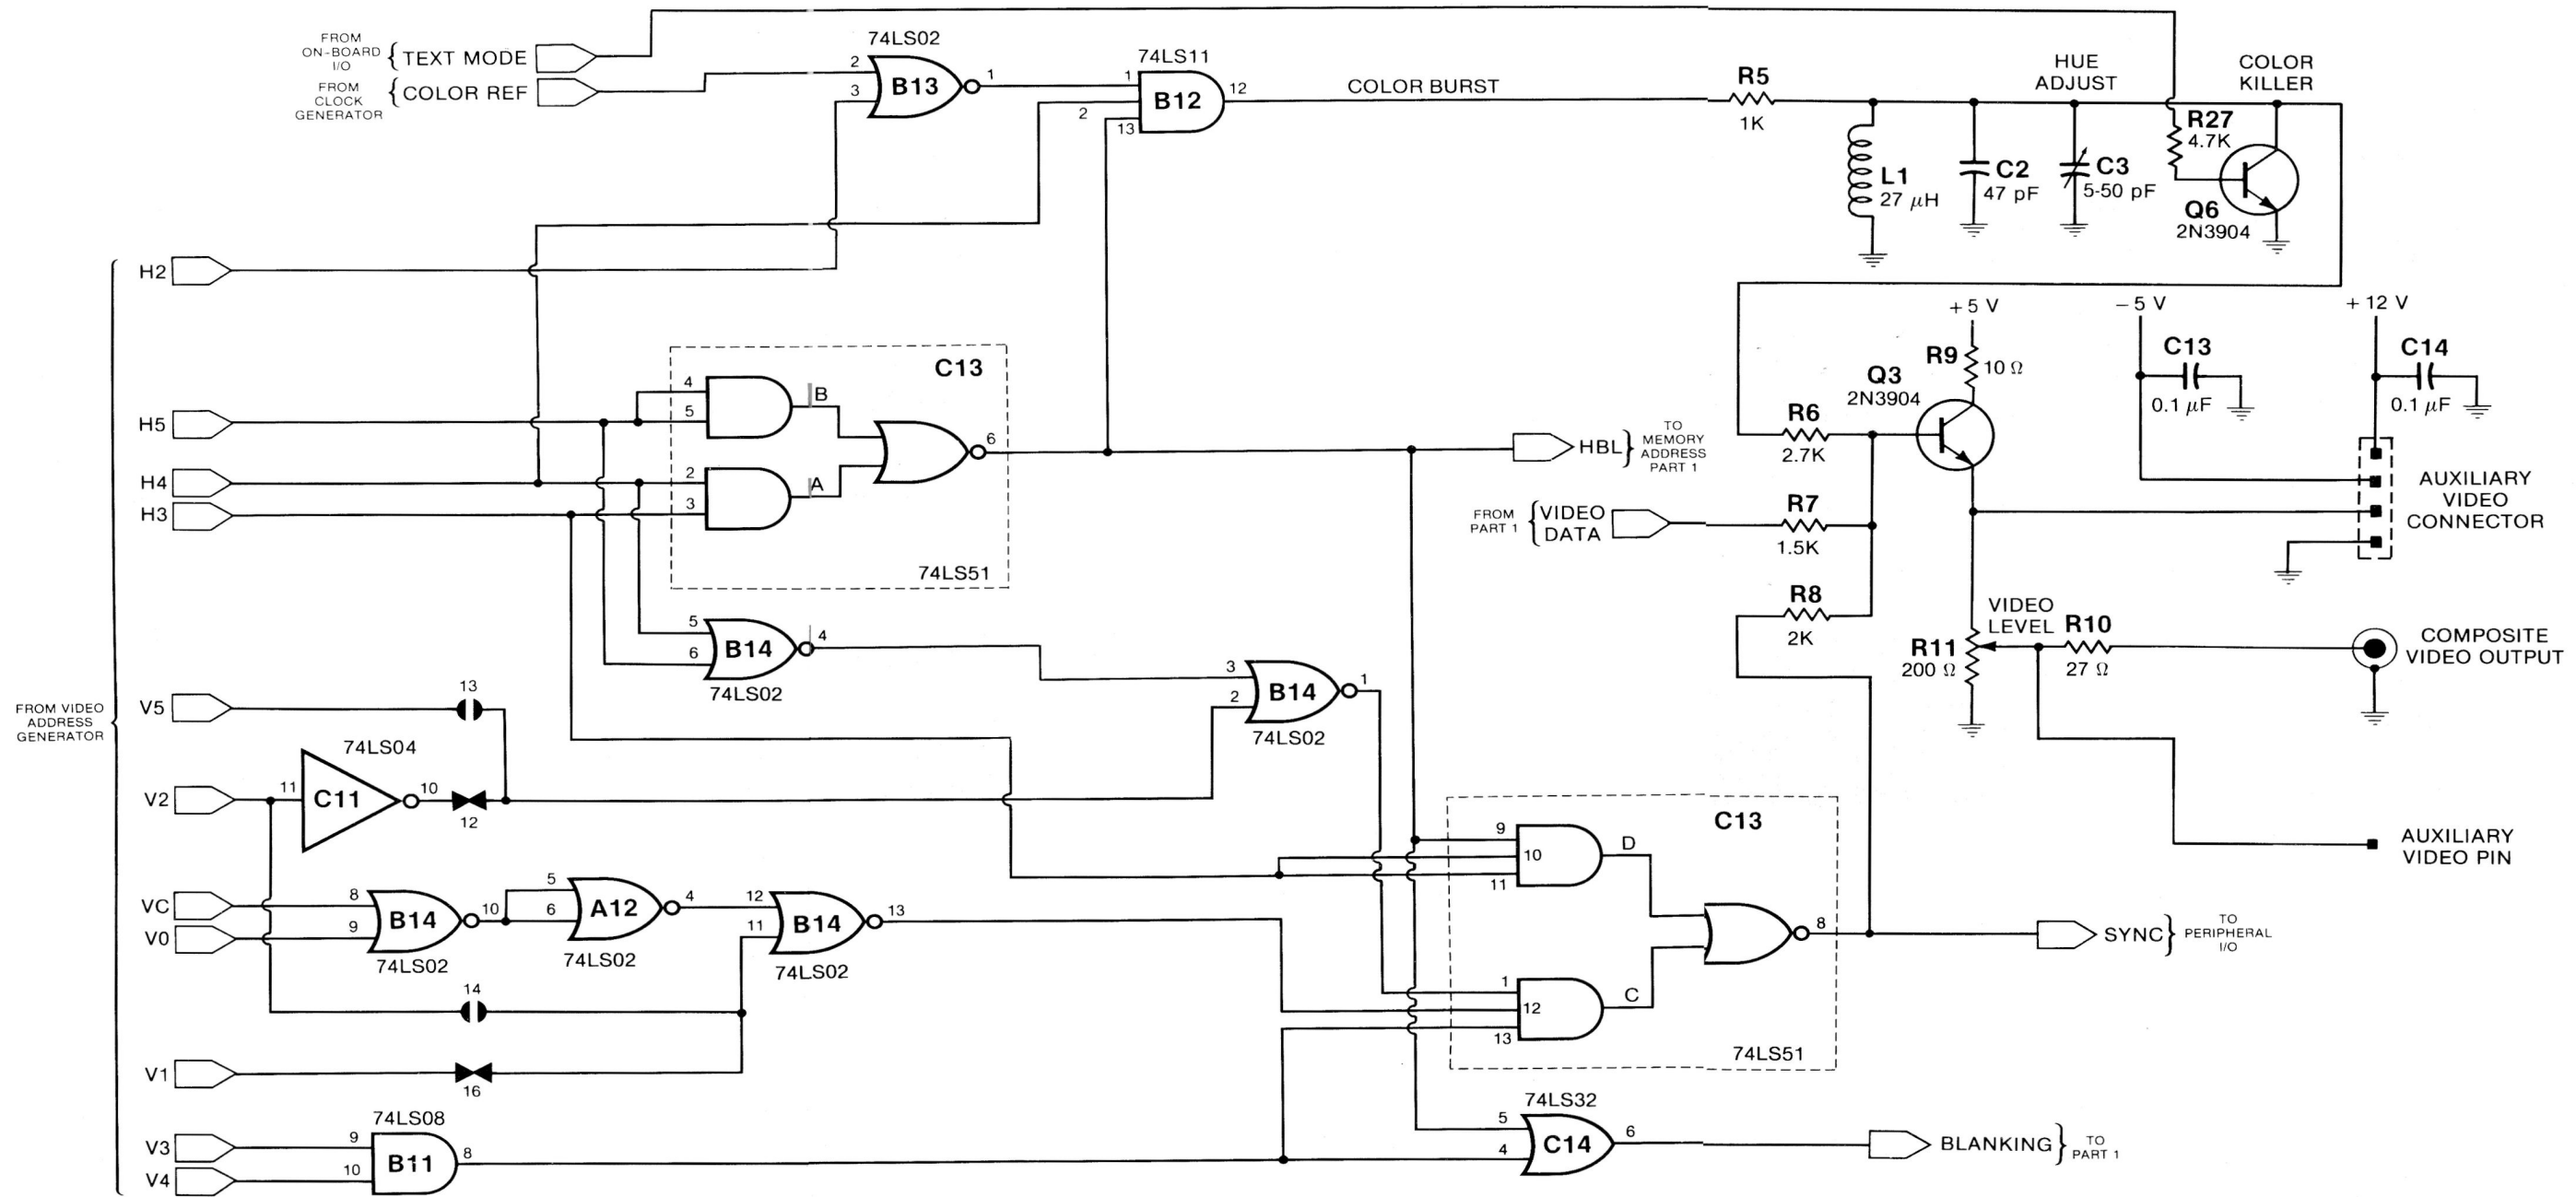 FROM
ON-BOARD
I/O
{ TEXT MODE
FROM
CLOCK
GENERATOR
{ COLOR REF
74LS02
2
3
B13
1
74LS11
1
2
13
B12
12
COLOR BURST
R5
1K
HUE
ADJUST
COLOR
KILLER
L1
27 μH
C2
47 pF
C3
5-50 pF
R27
4.7K
Q6
2N3904
H2
H5
H4
H3
C13
4
5
B
2
3
A
6
74LS51
HBL}
TO
MEMORY
ADDRESS
PART 1
+5 V
R9
10 Ω
Q3
2N3904
R6
2.7K
FROM
PART 1
{ VIDEO
DATA
R7
1.5K
R8
2K
−5 V
C13
0.1 μF
+12 V
C14
0.1 μF
AUXILIARY
VIDEO
CONNECTOR
VIDEO
LEVEL
R11
200 Ω
R10
27 Ω
COMPOSITE
VIDEO OUTPUT
AUXILIARY
VIDEO PIN
FROM VIDEO
ADDRESS
GENERATOR
5
6
B14
4
74LS02
3
2
B14
1
74LS02
V5
13
74LS04
V2
11
C11
10
12
VC
V0
8
9
B14
10
74LS02
5
6
A12
4
74LS02
12
11
B14
13
74LS02
14
V1
16
74LS08
V3
V4
9
10
B11
8
C13
9
10
11
D
8
1
12
13
C
74LS51
SYNC}
TO
PERIPHERAL
I/O
74LS32
5
4
C14
6
BLANKING}
TO
PART 1